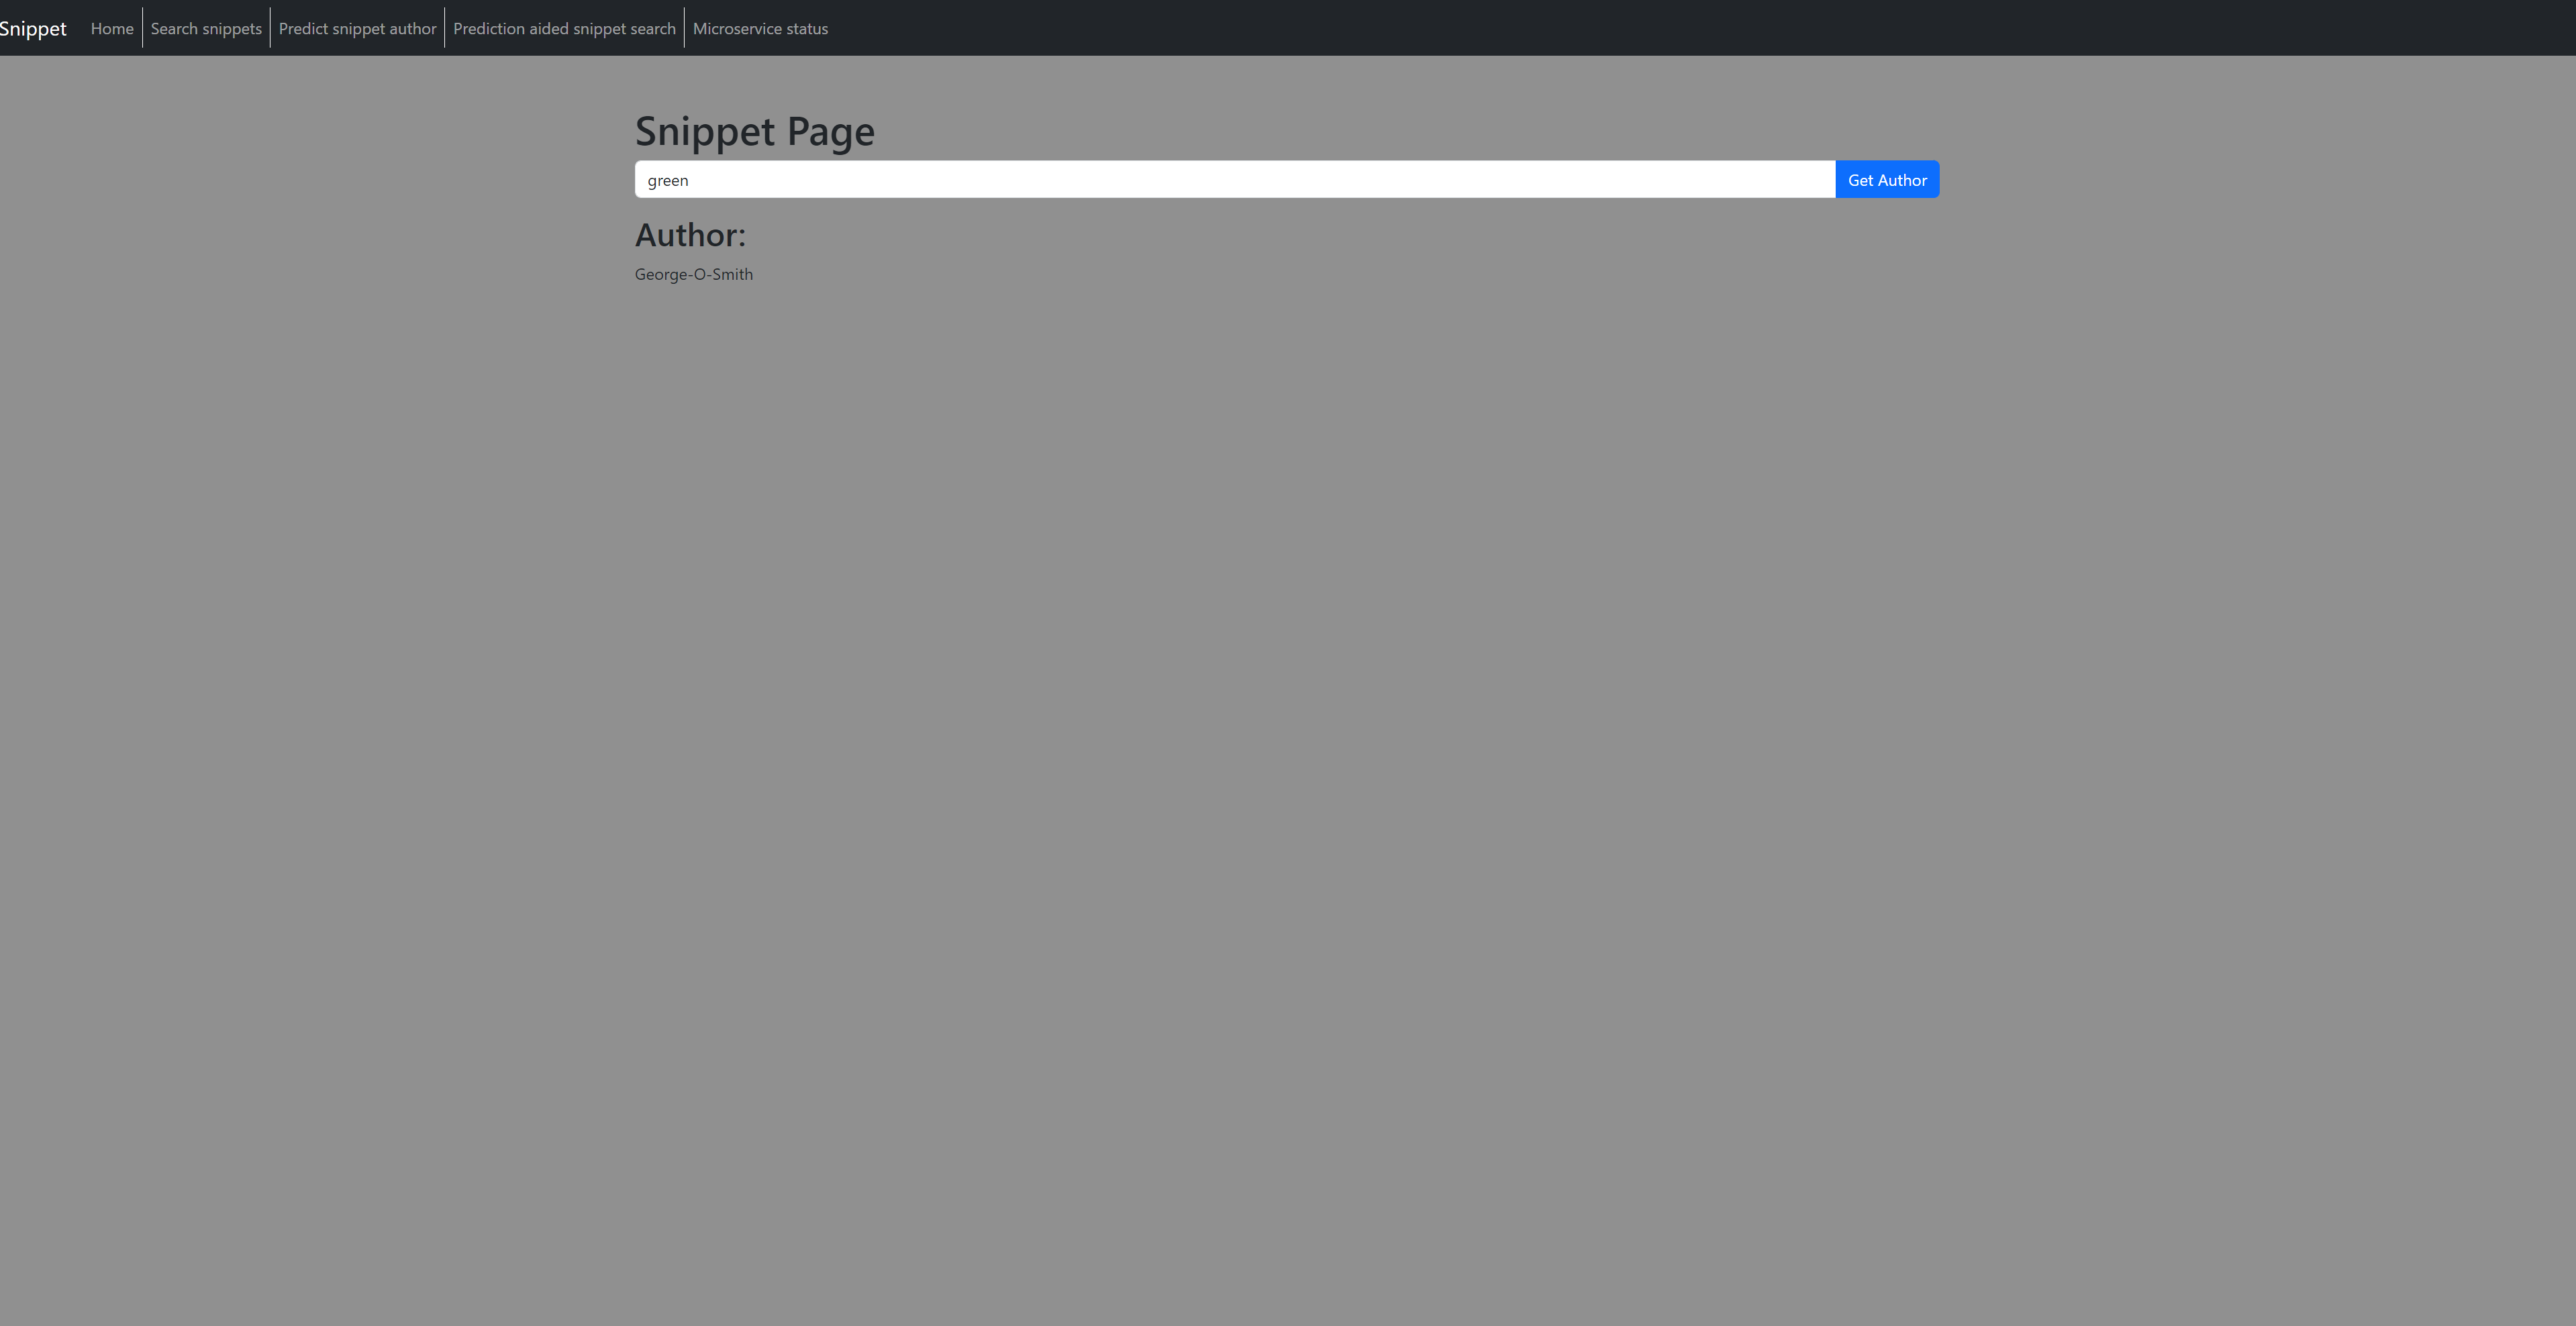 Snippet Home Search snippets Predict snippet author Prediction aided snippet search Microservice status
Snippet Page
green Get Author
Author:
George-O-Smith